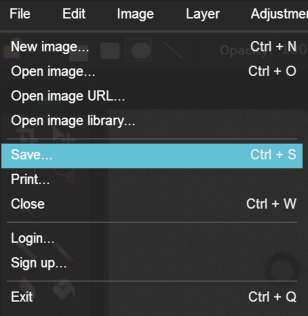 File Edit Image Layer Adjustme
New image... Ctrl + N
Open image... Ctrl + O
Open image URL...
Open image library...
Save... Ctrl + S
Print...
Close Ctrl + W
Login...
Sign up...
Exit Ctrl + Q